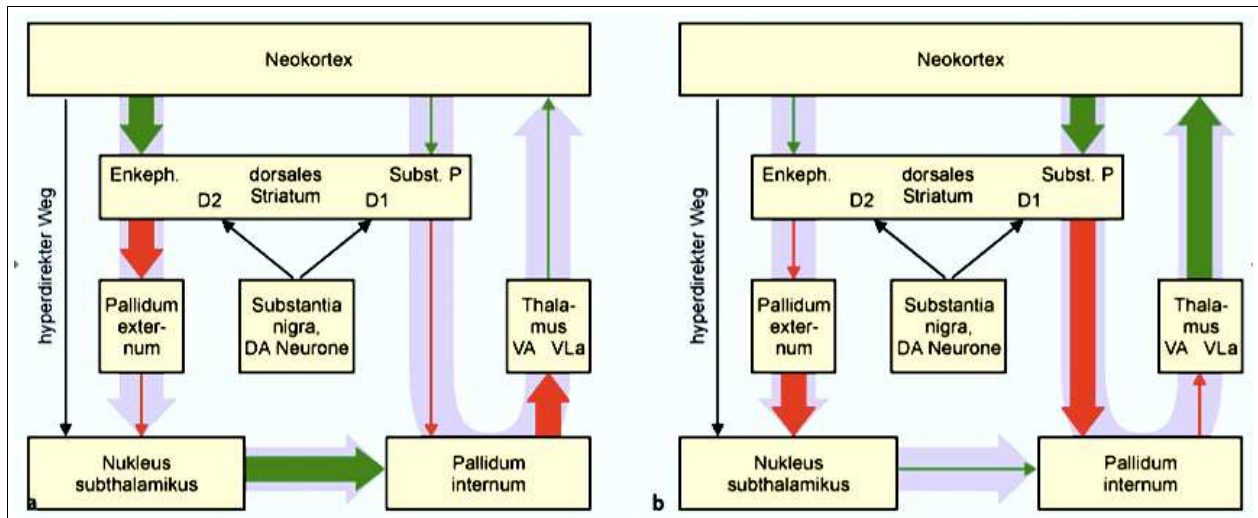 Neokortex
hyperdirekter Weg
Enkeph. dorsales Subst. P
D2 Striatum D1
Pallidum
exter-
num
Substantia
nigra,
DA Neurone
Thala-
mus
VA VLa
Nukleus
subthalamikus
Pallidum
internum
a
Neokortex
hyperdirekter Weg
Enkeph. dorsales Subst. P
D2 Striatum D1
Pallidum
exter-
num
Substantia
nigra,
DA Neurone
Thala-
mus
VA VLa
Nukleus
subthalamikus
Pallidum
internum
b